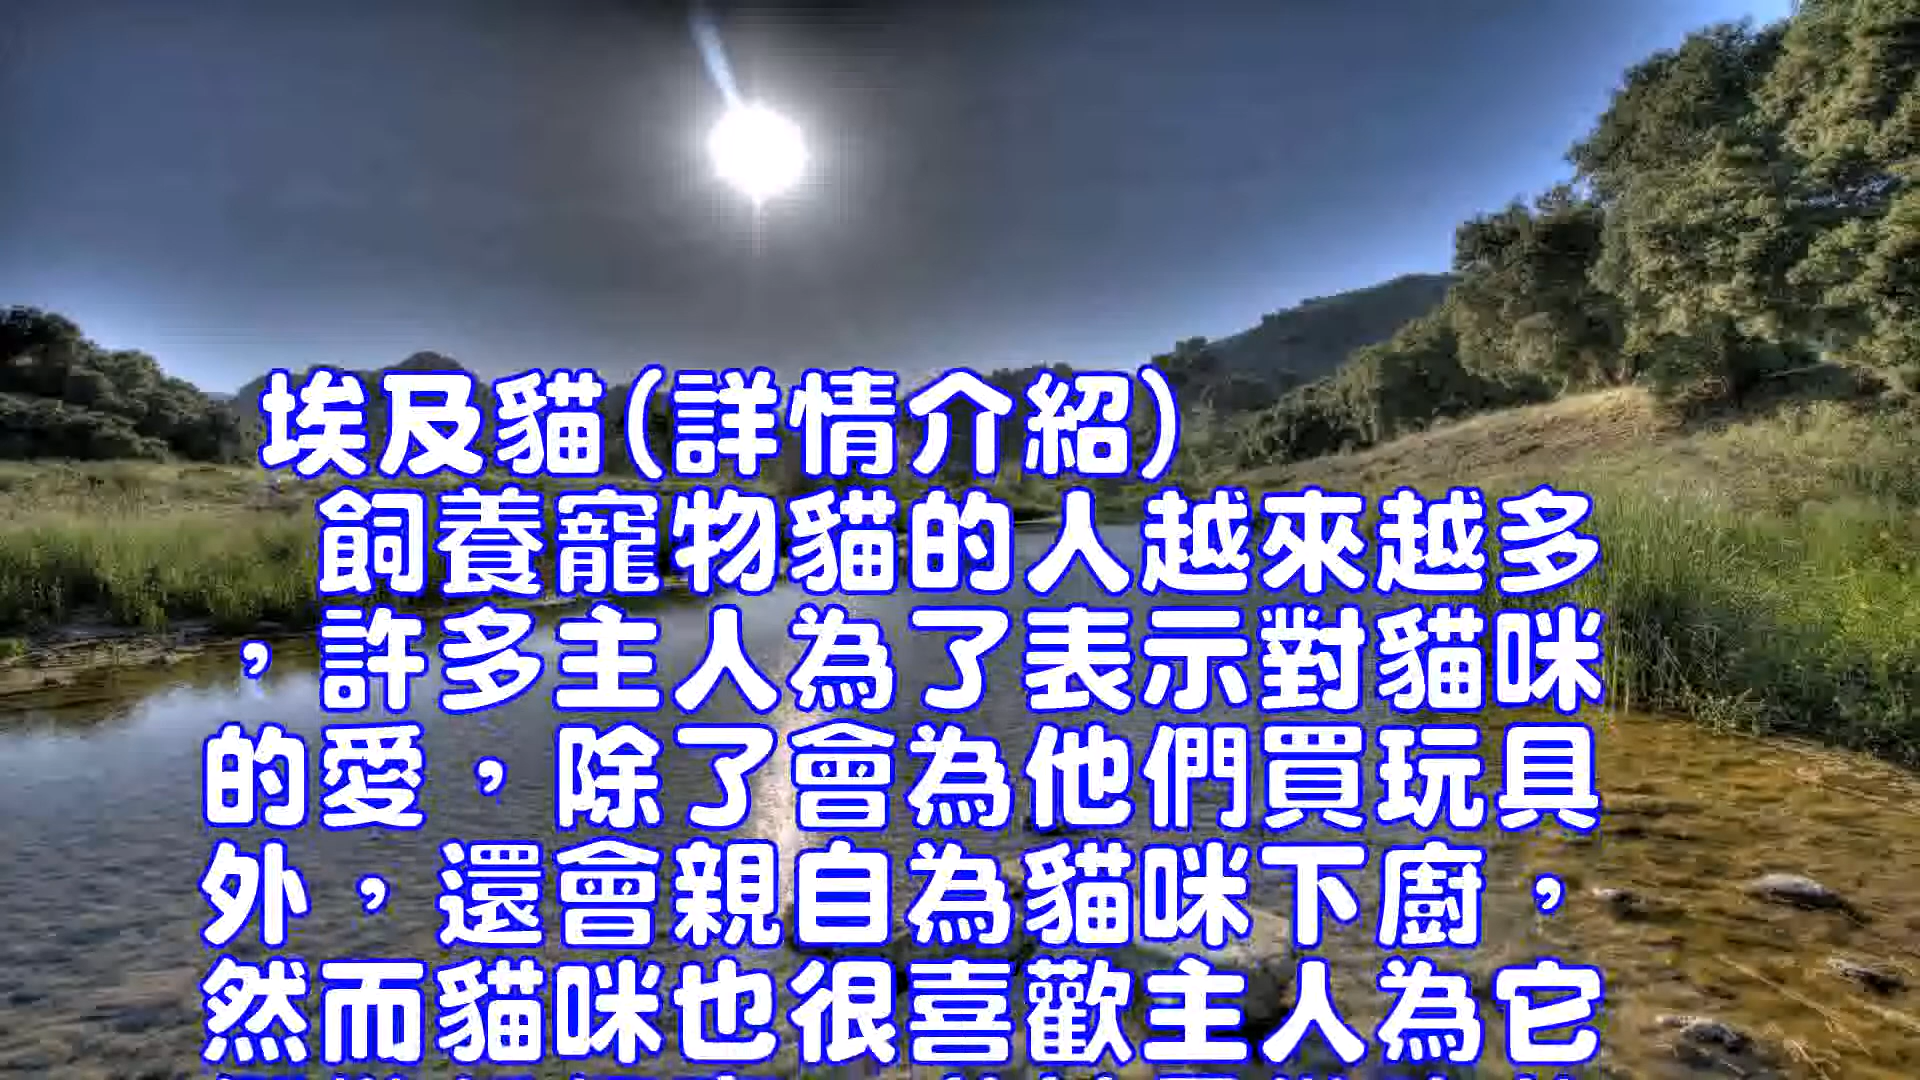 埃及貓(詳情介紹)
飼養寵物貓的人越來越多
，許多主人為了表示對貓咪
的愛，除了會為他們買玩具
外，還會親自為貓咪下廚，
然而貓咪也很喜歡主人為它